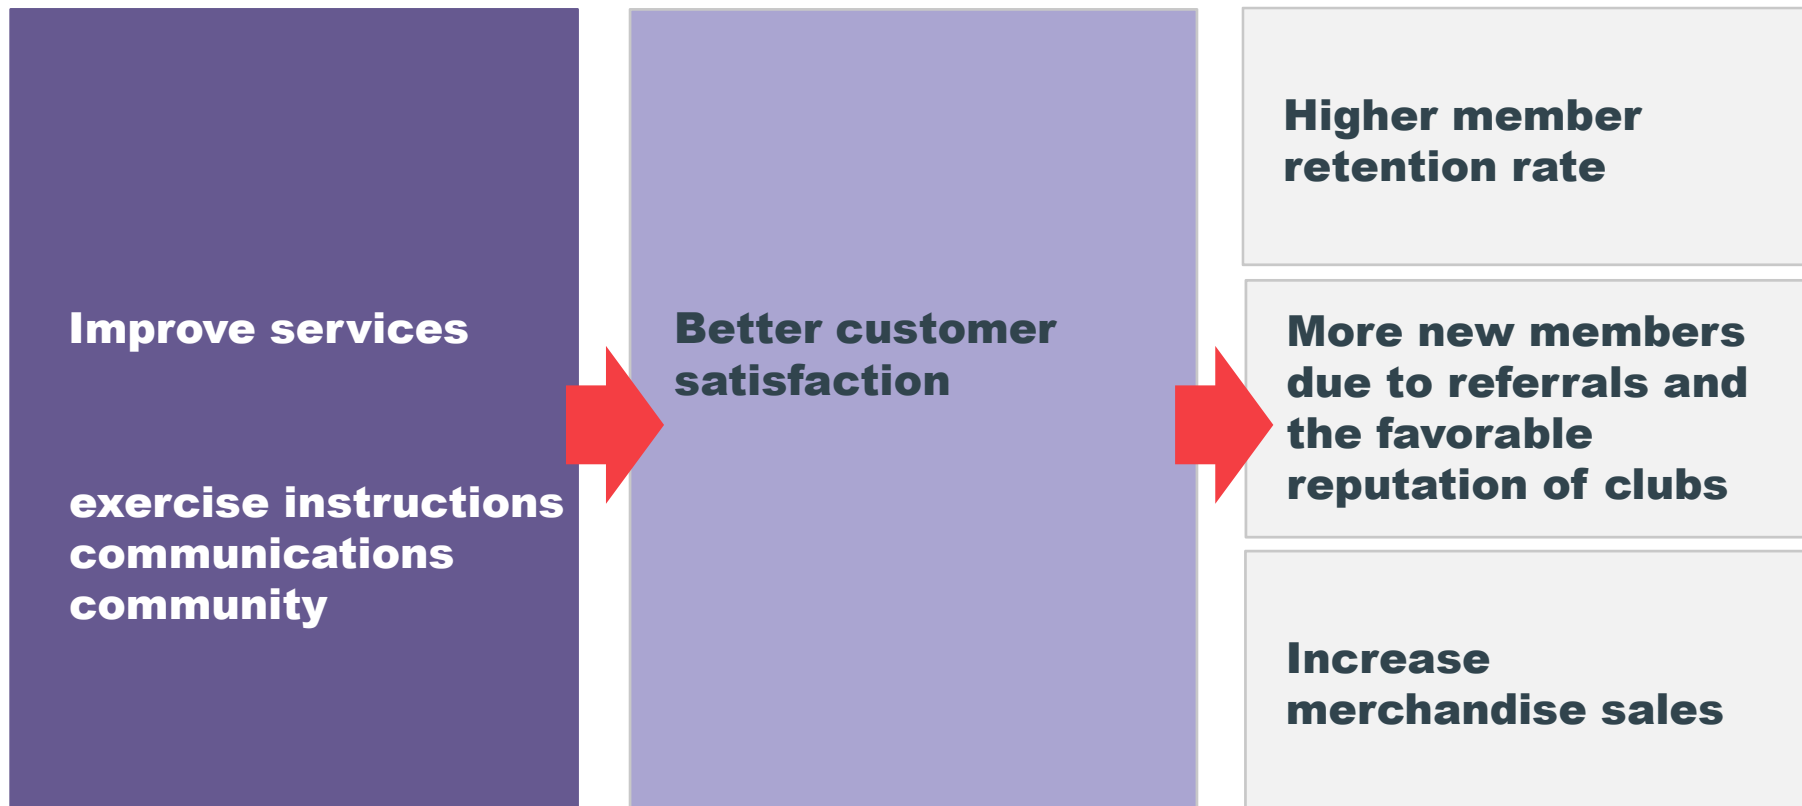 Improve services
exercise instructions
communications
community
Better customer
satisfaction
Higher member
retention rate
More new members
due to referrals and
the favorable
reputation of clubs
Increase
merchandise sales